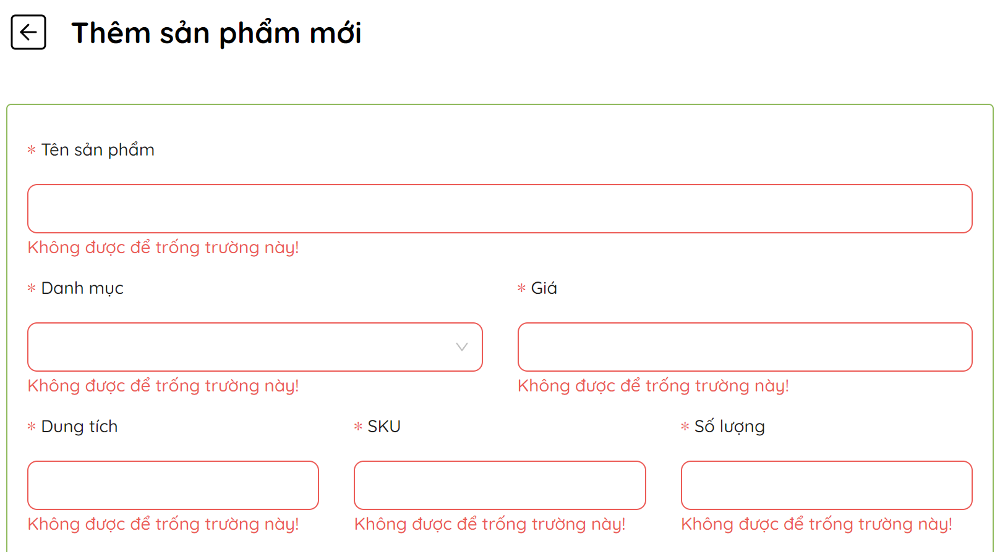 Thêm sản phẩm mới
* Tên sản phẩm
Không được để trống trường này!
* Danh mục
* Giá
Không được để trống trường này!
Không được để trống trường này!
* Dung tích
* SKU
* Số lượng
Không được để trống trường này!
Không được để trống trường này!
Không được để trống trường này!